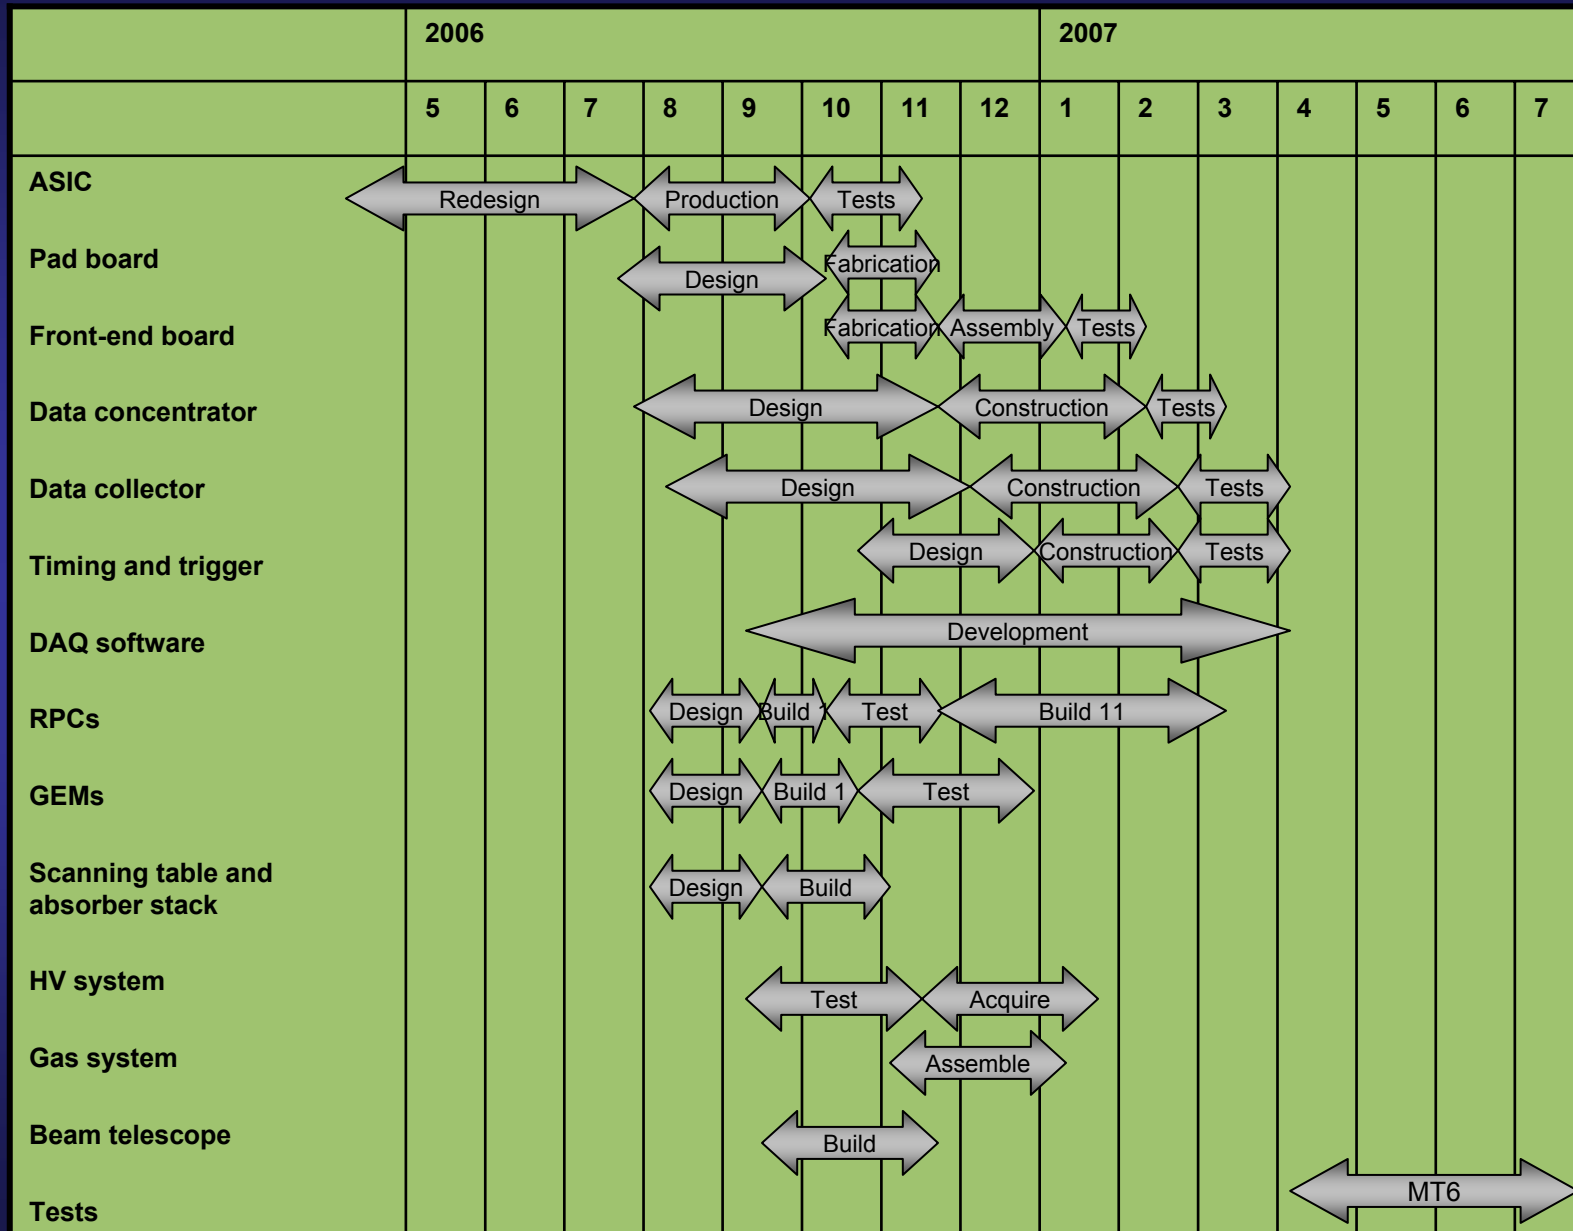 2006 2007
5 6 7 8 9 10 11 12 1 2 3 4 5 6 7
ASIC Redesign Production Tests
Pad board Design Fabrication
Front-end board Fabrication Assembly Tests
Data concentrator Design Construction Tests
Data collector Design Construction Tests
Timing and trigger Design Construction Tests
DAQ software Development
RPCs Design Build 1 Test Build 11
GEMs Design Build 1 Test
Scanning table and
absorber stack Design Build
HV system Test Acquire
Gas system Assemble
Beam telescope Build
Tests MT6